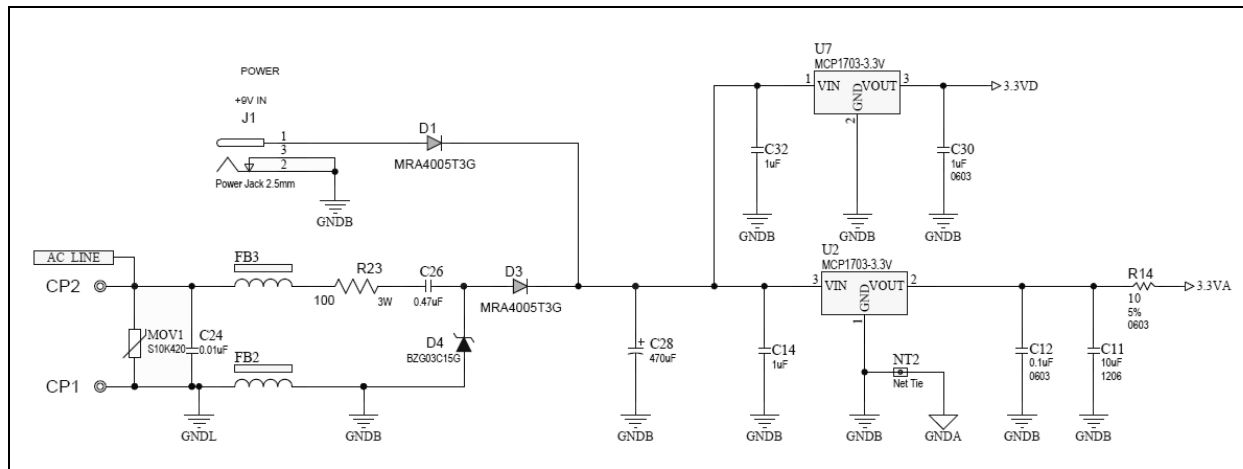 POWER
+9V IN
J1
1
3
2
Power Jack 2.5mm
GNDB
D1
MRA4005T3G
U7
MCP1703-3.3V
1
VIN
VOUT
GND
3
2
3.3VD
C32
1uF
C30
1uF
0603
GNDB
GNDB
GNDB
AC LINE
CP2
CP1
MOV1
S10K420
C24
0.01uF
FB3
FB2
R23
100
3W
C26
0.47uF
D3
MRA4005T3G
D4
BZG03C15G
GNDL
GNDB
C28
470uF
GNDB
C14
1uF
GNDB
U2
MCP1703-3.3V
3
VIN
VOUT
GND
2
1
NT2
Net Tie
GNDB
GNDA
C12
0.1uF
0603
GNDB
C11
10uF
1206
GNDB
R14
10
5%
0603
3.3VA